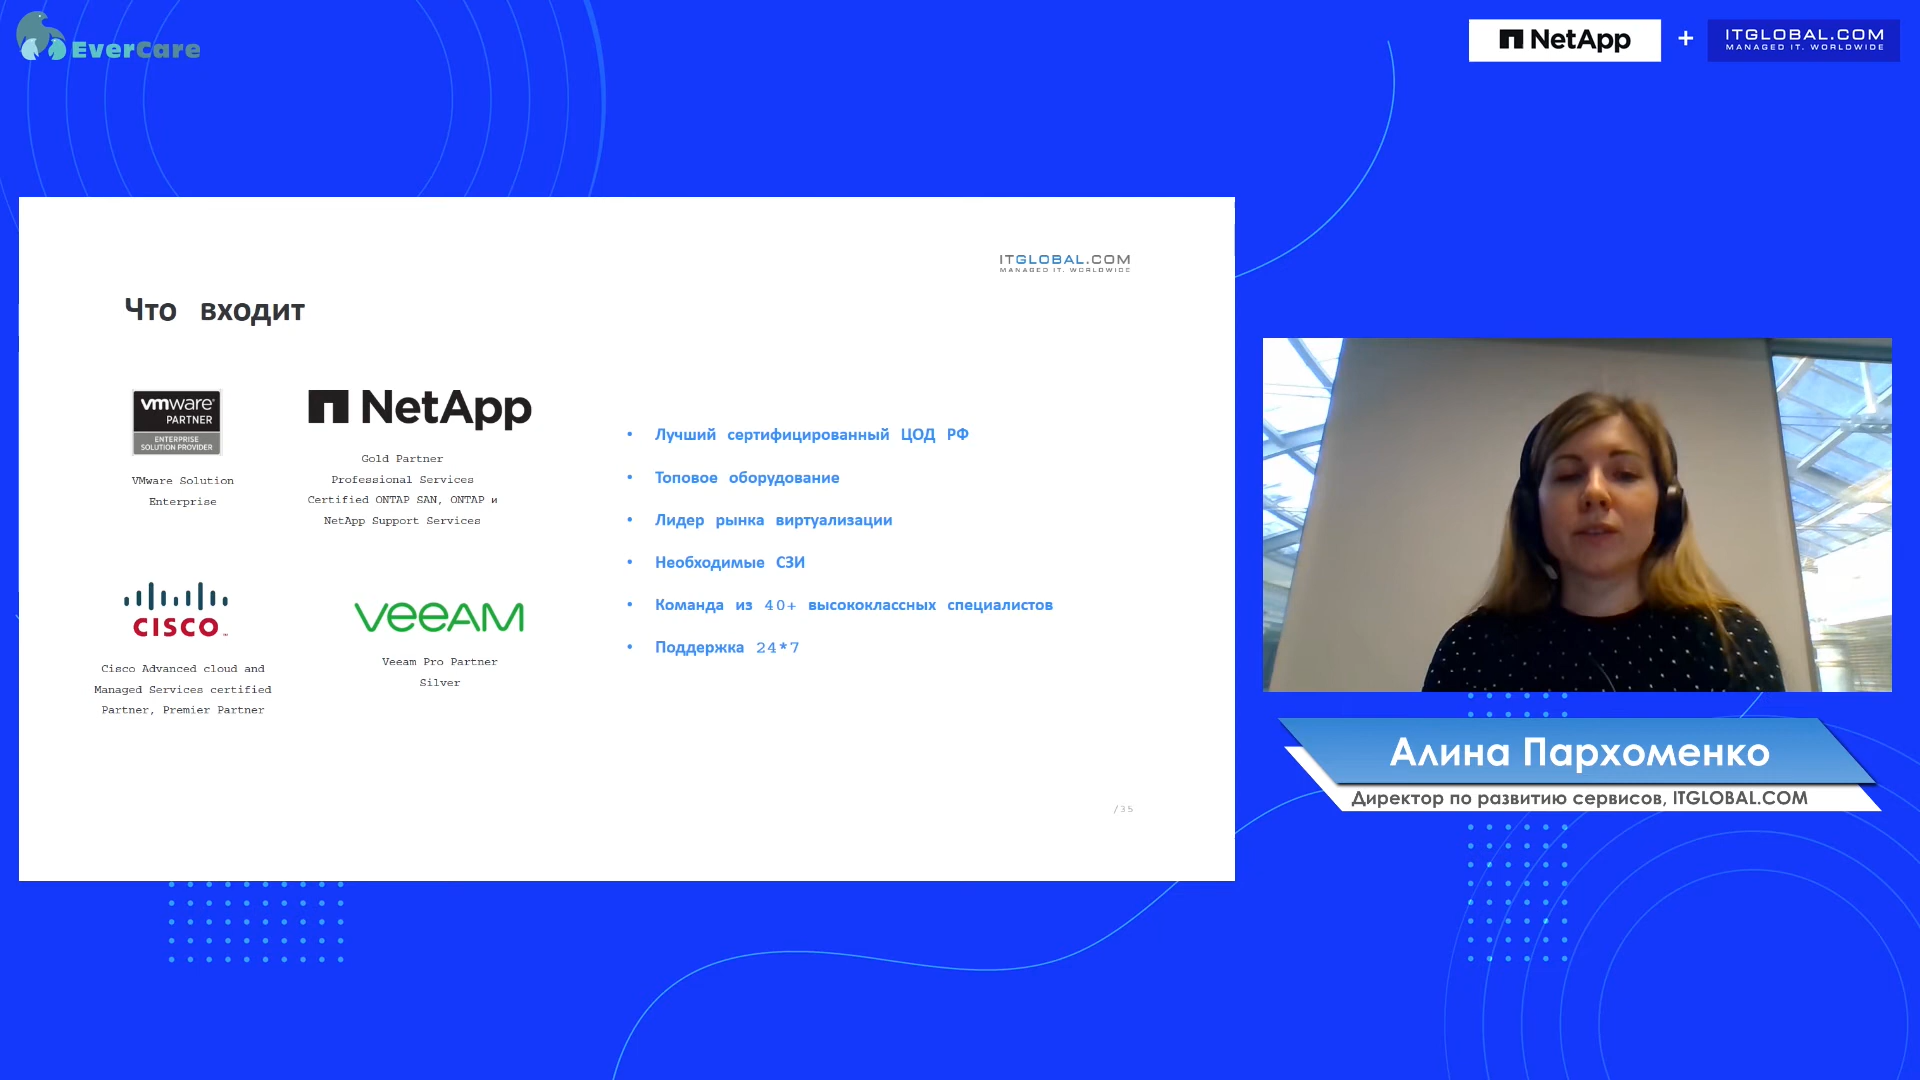 EverCare
NetApp + ITGLOBAL.COM
MANAGED IT. WORLDWIDE
ITGLOBAL.COM
MANAGED IT. WORLDWIDE
Что входит
vmware®
PARTNER
ENTERPRISE
SOLUTION PROVIDER
VMware Solution
Enterprise
NetApp
Gold Partner
Professional Services
Certified ONTAP SAN, ONTAP и
NetApp Support Services
CISCO™
Cisco Advanced cloud and
Managed Services certified
Partner, Premier Partner
veeam
Veeam Pro Partner
Silver
• Лучший сертифицированный ЦОД РФ
• Топовое оборудование
• Лидер рынка виртуализации
• Необходимые СЗИ
• Команда из 40+ высококлассных специалистов
• Поддержка 24*7
/35
Алина Пархоменко
Директор по развитию сервисов, ITGLOBAL.COM